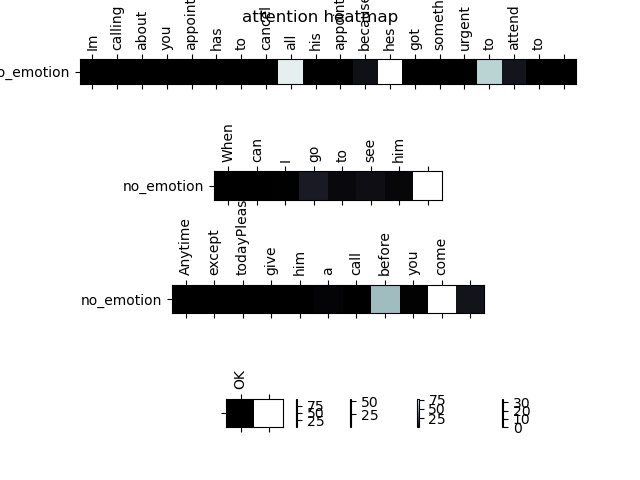 attention heatmap
Im calling about you appoint has to cancel all his appoint because hes got someth urgent to attend to
o_emotion
When can I go to see him
no_emotion
Anytime except todayPleas give him a call before you come
no_emotion
OK
75 50 25
50 25
75 50 25
30 20 10 0